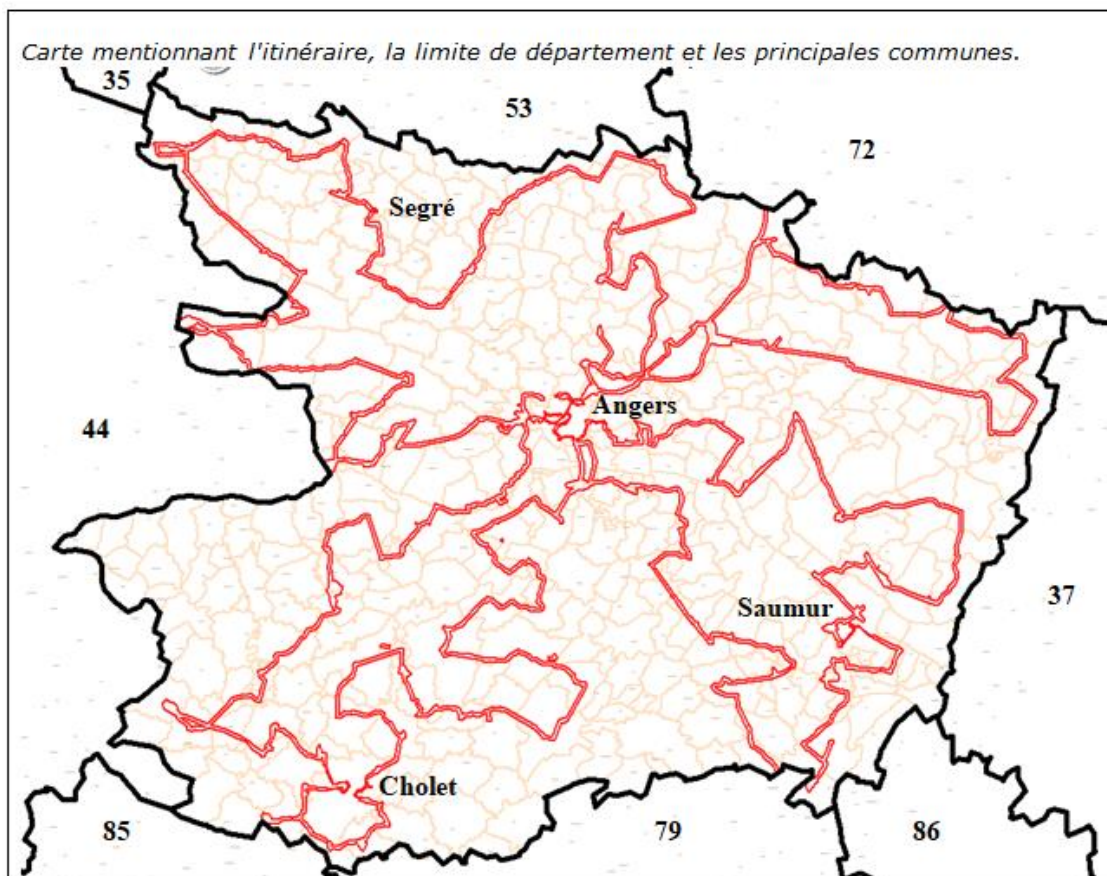 Carte mentionnant l'itinéraire, la limite de département et les principales communes.
35
53
72
Segré
Angers
44
Saumur
37
Cholet
85
79
86